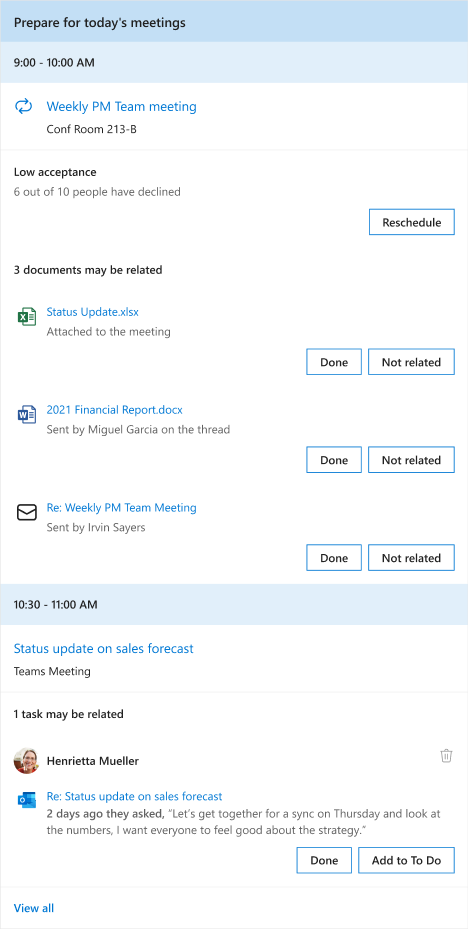 Prepare for today's meetings
9:00 - 10:00 AM
Weekly PM Team meeting
Conf Room 213-B
Low acceptance
6 out of 10 people have declined
Reschedule
3 documents may be related
Status Update.xlsx
Attached to the meeting
Done
Not related
2021 Financial Report.docx
Sent by Miguel Garcia on the thread
Done
Not related
Re: Weekly PM Team Meeting
Sent by Irvin Sayers
Done
Not related
10:30 - 11:00 AM
Status update on sales forecast
Teams Meeting
1 task may be related
Henrietta Mueller
Re: Status update on sales forecast
2 days ago they asked, “Let’s get together for a sync on Thursday and look at
the numbers, I want everyone to feel good about the strategy.”
Done
Add to To Do
View all